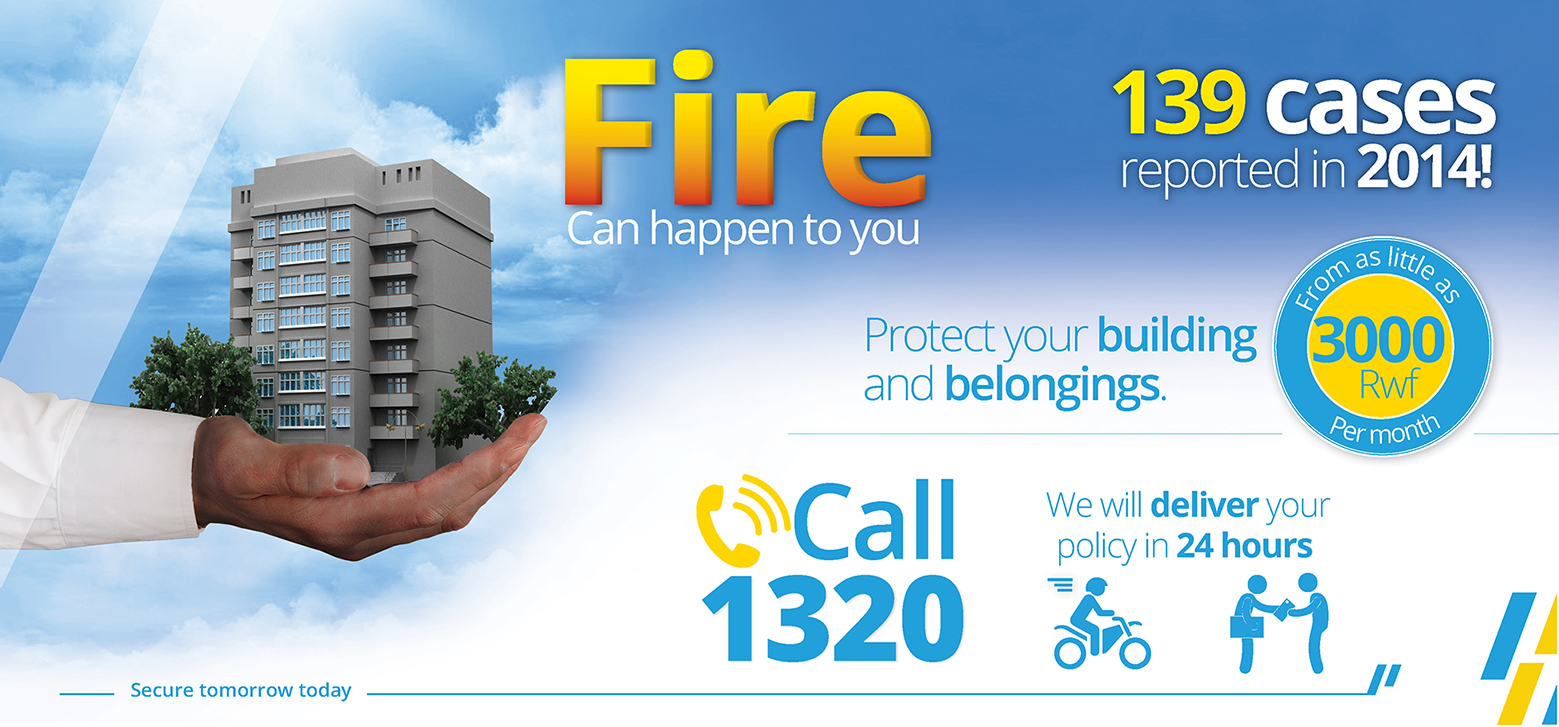 Fire
Can happen to you
139 cases
reported in 2014!
Protect your building
and belongings.
From as little as
3000
Rwf
Per month
Call
1320
We will deliver your
policy in 24 hours
Secure tomorrow today